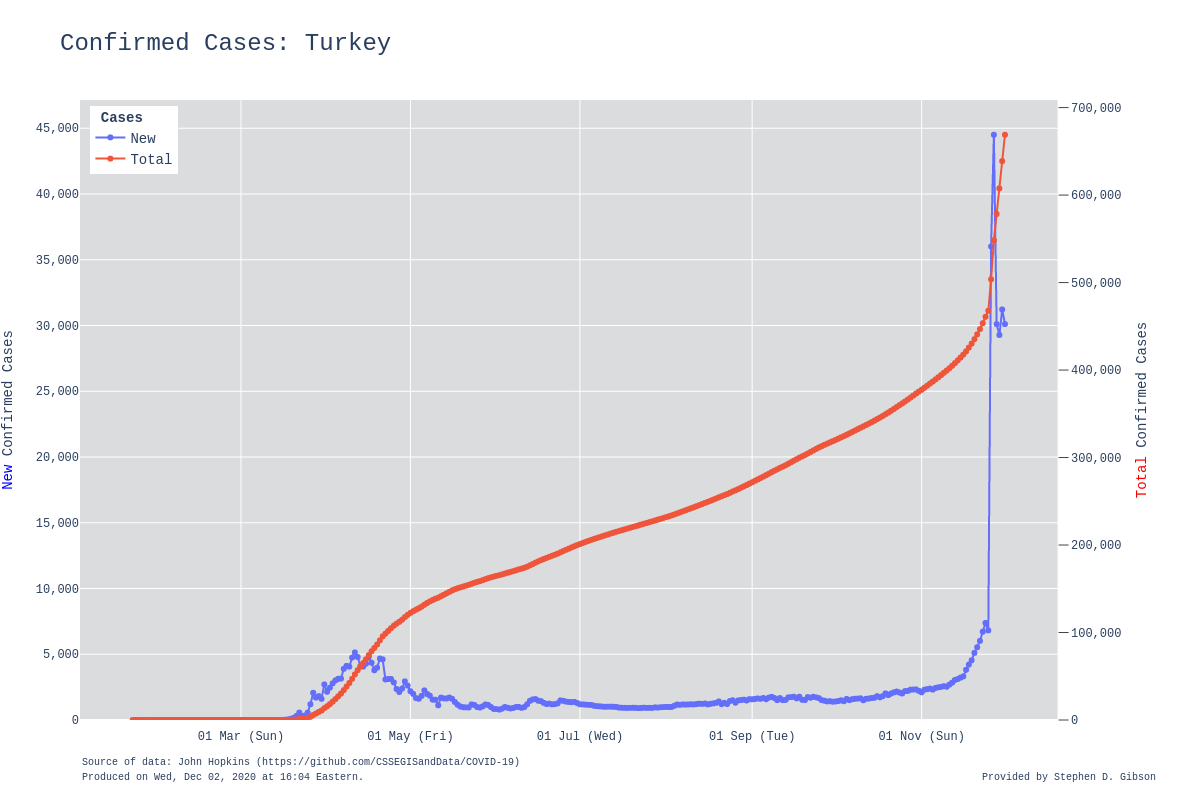 Confirmed Cases: Turkey
Cases
New
Total
45,000
40,000
35,000
30,000
25,000
20,000
15,000
10,000
5,000
0
New Confirmed Cases
700,000
600,000
500,000
400,000
300,000
200,000
100,000
0
Total Confirmed Cases
01 Mar (Sun) 01 May (Fri) 01 Jul (Wed) 01 Sep (Tue) 01 Nov (Sun)
Source of data: John Hopkins (https://github.com/CSSEGISandData/COVID-19)
Produced on Wed, Dec 02, 2020 at 16:04 Eastern.
Provided by Stephen D. Gibson